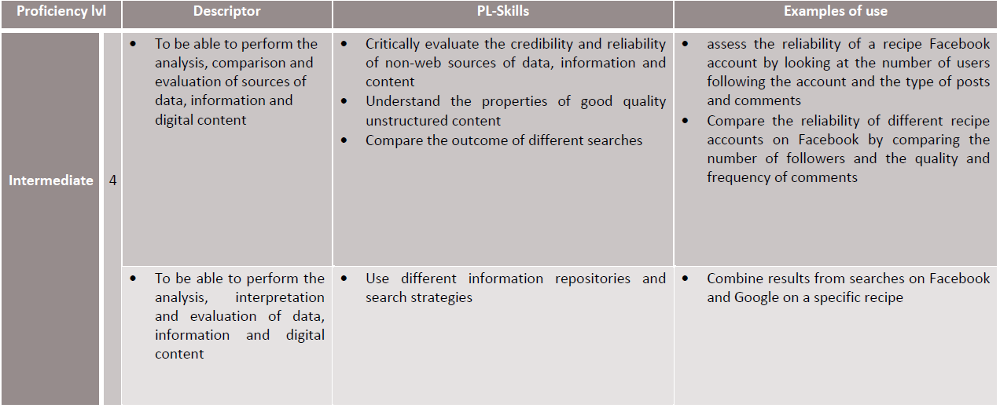 Proficiency lvl
Descriptor
PL-Skills
Examples of use
Intermediate
4
• To be able to perform the
analysis, comparison and
evaluation of sources of
data, information and
digital content
• Critically evaluate the credibility and reliability
of non-web sources of data, information and
content
• Understand the properties of good quality
unstructured content
• Compare the outcome of different searches
• assess the reliability of a recipe Facebook
account by looking at the number of users
following the account and the type of posts
and comments
• Compare the reliability of different recipe
accounts on Facebook by comparing the
number of followers and the quality and
frequency of comments
• To be able to perform the
analysis, interpretation
and evaluation of data,
information and digital
content
• Use different information repositories and
search strategies
• Combine results from searches on Facebook
and Google on a specific recipe